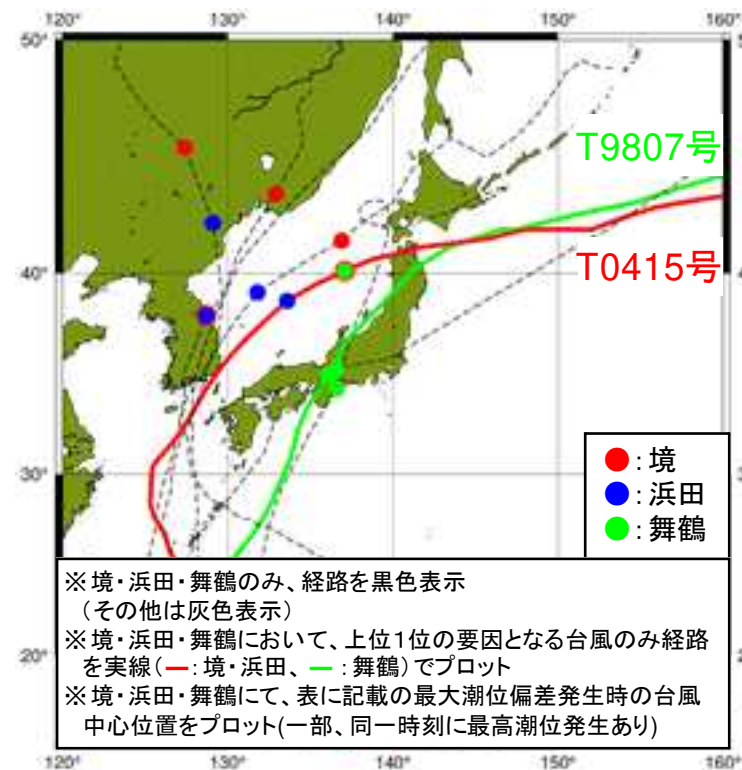 120° 130° 140° 150° 160°
50°
T9807号
40°
T0415号
30°
●：境
●：浜田
●：舞鶴
※境・浜田・舞鶴のみ、経路を黒色表示
（その他は灰色表示）
※境・浜田・舞鶴において、上位１位の要因となる台風のみ経路
を実線（ー：境・浜田、ー：舞鶴）でプロット
※境・浜田・舞鶴にて、表に記載の最大潮位偏差発生時の台風
中心位置をプロット(一部、同一時刻に最高潮位発生あり)
20°
120° 130° 140° 150° 160°